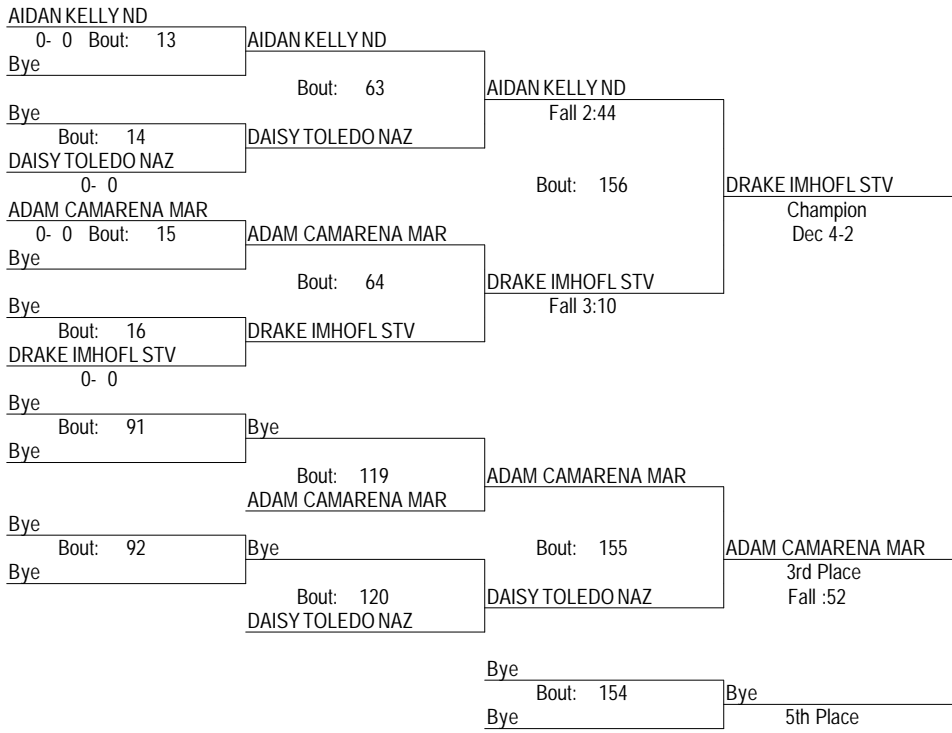 AIDAN KELLY ND
0- 0 Bout: 13
Bye
AIDAN KELLY ND
Bout: 63
Bye
Bout: 14
DAISY TOLEDO NAZ
0- 0
DAISY TOLEDO NAZ
AIDAN KELLY ND
Fall 2:44
Bout: 156
ADAM CAMARENA MAR
0- 0 Bout: 15
Bye
ADAM CAMARENA MAR
Bout: 64
Bye
Bout: 16
DRAKE IMHOFL STV
0- 0
DRAKE IMHOFL STV
DRAKE IMHOFL STV
Fall 3:10
DRAKE IMHOFL STV
Champion
Dec 4-2
Bye
Bout: 91
Bye
Bye
Bout: 119
ADAM CAMARENA MAR
ADAM CAMARENA MAR
Bye
Bout: 92
Bye
Bye
Bout: 120
DAISY TOLEDO NAZ
Bout: 155
DAISY TOLEDO NAZ
ADAM CAMARENA MAR
3rd Place
Fall :52
Bye
Bout: 154
Bye
Bye
5th Place